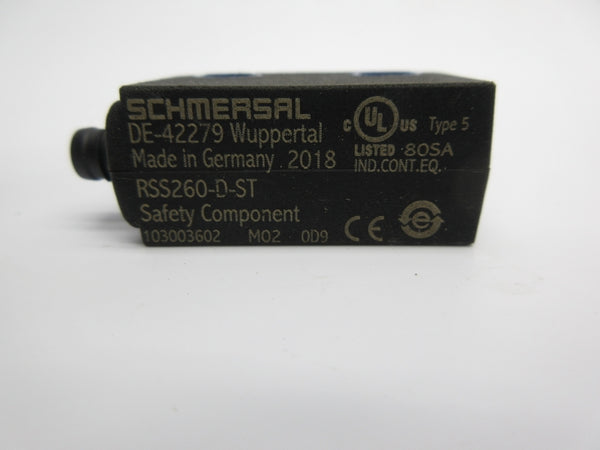 SCHMERSAL
DE-42279 Wuppertal
Made in Germany 2018
RSS260-D-ST
Safety Component
103003602 M02 0D9
C UL US Type 5
LISTED 80SA
IND.CONT.EQ.
CE
e